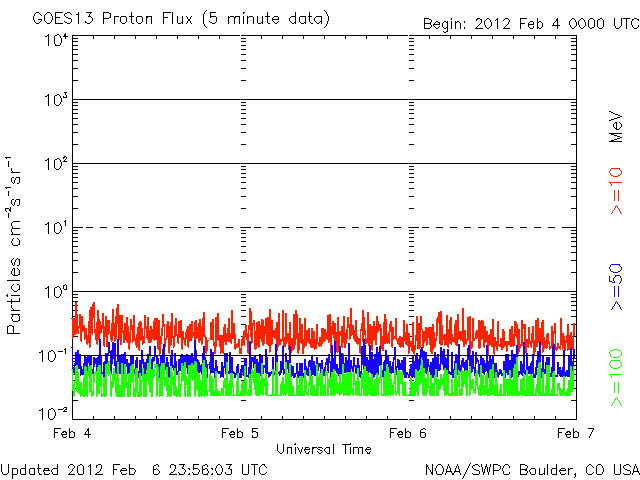 GOES13 Proton Flux (5 minute data)
Begin: 2012 Feb 4 0000 UTC
Particles cm⁻²s⁻¹sr⁻¹
10⁴
10³
10²
10¹
10⁰
10⁻¹
10⁻²
Feb 4
Feb 5
Feb 6
Feb 7
Universal Time
MeV
>=10
>=50
>=100
Updated 2012 Feb 6 23:56:03 UTC
NOAA/SWPC Boulder, CO USA